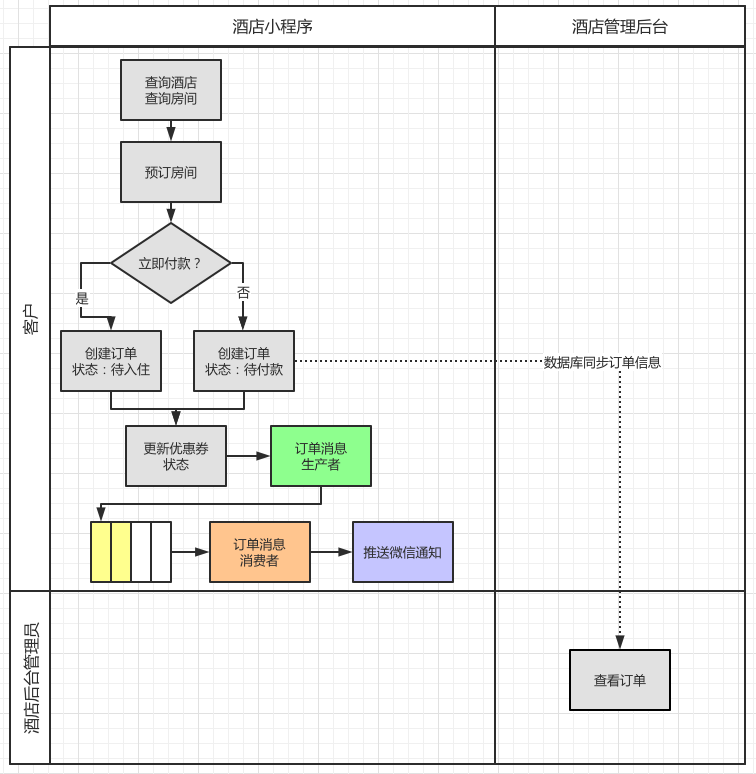 酒店小程序
酒店管理后台
客户
查询酒店
查询房间
预订房间
立即付款？
是
否
创建订单
状态：待入住
创建订单
状态：待付款
数据库同步订单信息
更新优惠券
状态
订单消息
生产者
订单消息
消费者
推送微信通知
酒店后台管理员
查看订单